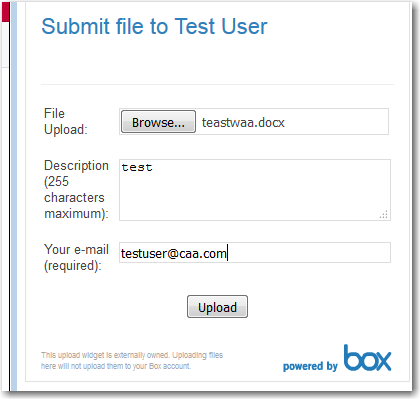 Submit file to Test User
File
Upload:
Browse... teastwaa.docx
Description
(255
characters
maximum):
test
Your e-mail
(required):
testuser@caa.com
Upload
This upload widget is externally owned. Uploading files
here will not upload them to your Box account.
powered by box